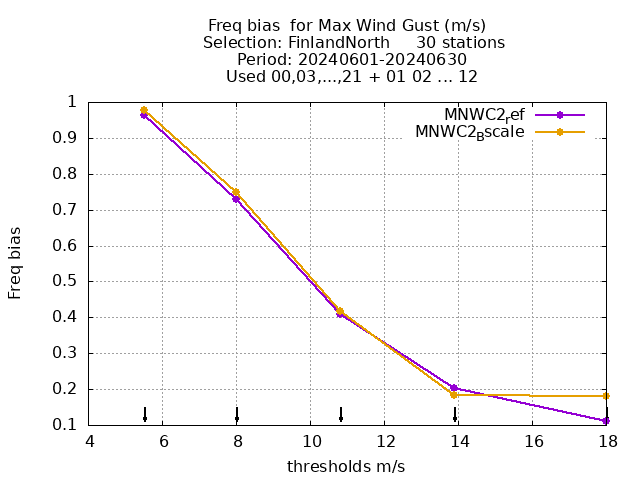 Freq bias  for Max Wind Gust (m/s)
Selection: FinlandNorth     30 stations
Period: 20240601-20240630
Used 00,03,...,21 + 01 02 ... 12
MNWC2ref
MNWC2Bscale
1
0.9
0.8
0.7
0.6
0.5
0.4
0.3
0.2
0.1
Freq bias
4 6 8 10 12 14 16 18
thresholds m/s